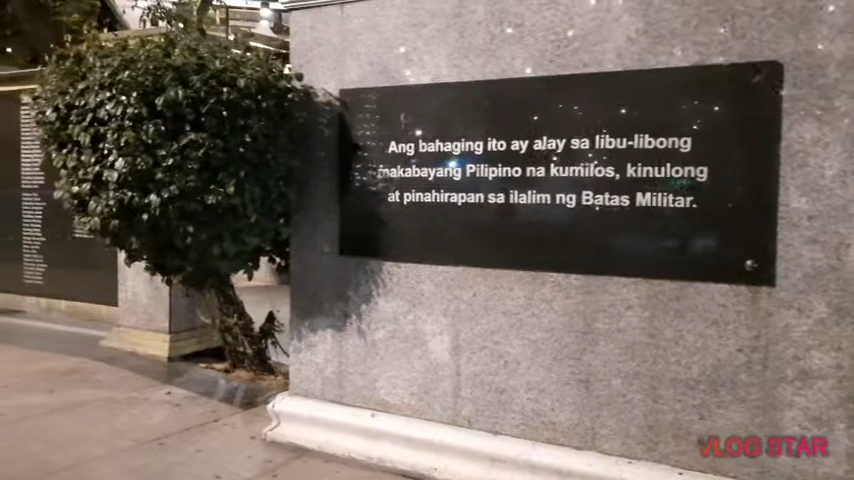 Ang bahaging ito ay alay sa libu-libong
makabayang Pilipino na kumilos, kinulong
at pinahirapan sa ilalim ng Batas Militar.
VLOG STAR